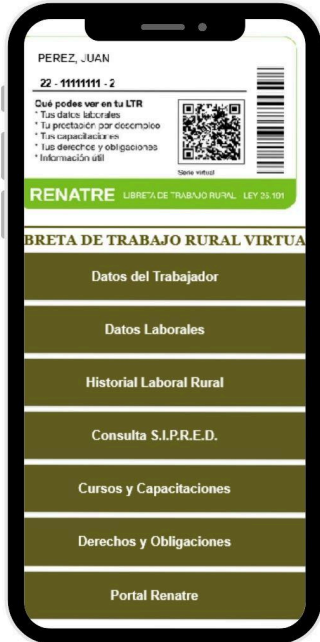 PEREZ, JUAN
22 - 11111111 - 2
Qué podes ver en tu LTR
* Tus datos laborales
* Tu prestación por desempleo
* Tus capacitaciones
* Tus derechos y obligaciones
* Información útil
Serie virtual
RENATRE LIBRETA DE TRABAJO RURAL LEY 25.191
BRETA DE TRABAJO RURAL VIRTUA
Datos del Trabajador
Datos Laborales
Historial Laboral Rural
Consulta S.I.P.R.E.D.
Cursos y Capacitaciones
Derechos y Obligaciones
Portal Renatre